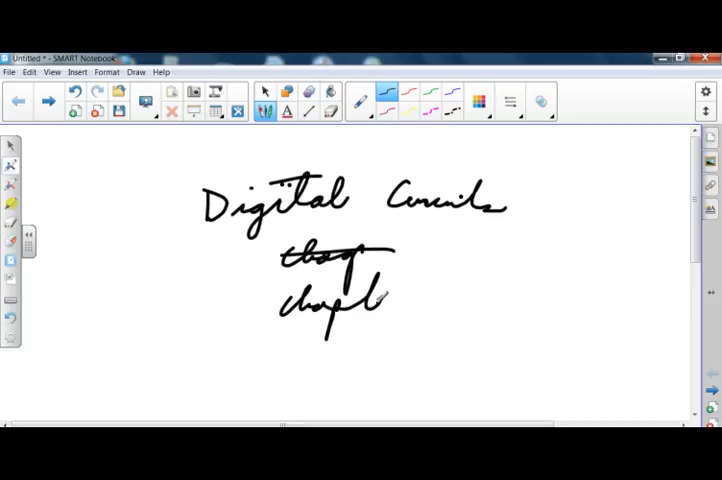 Untitled * - SMART Notebook
File Edit View Insert Format Draw Help
Digital Circuits
chapt